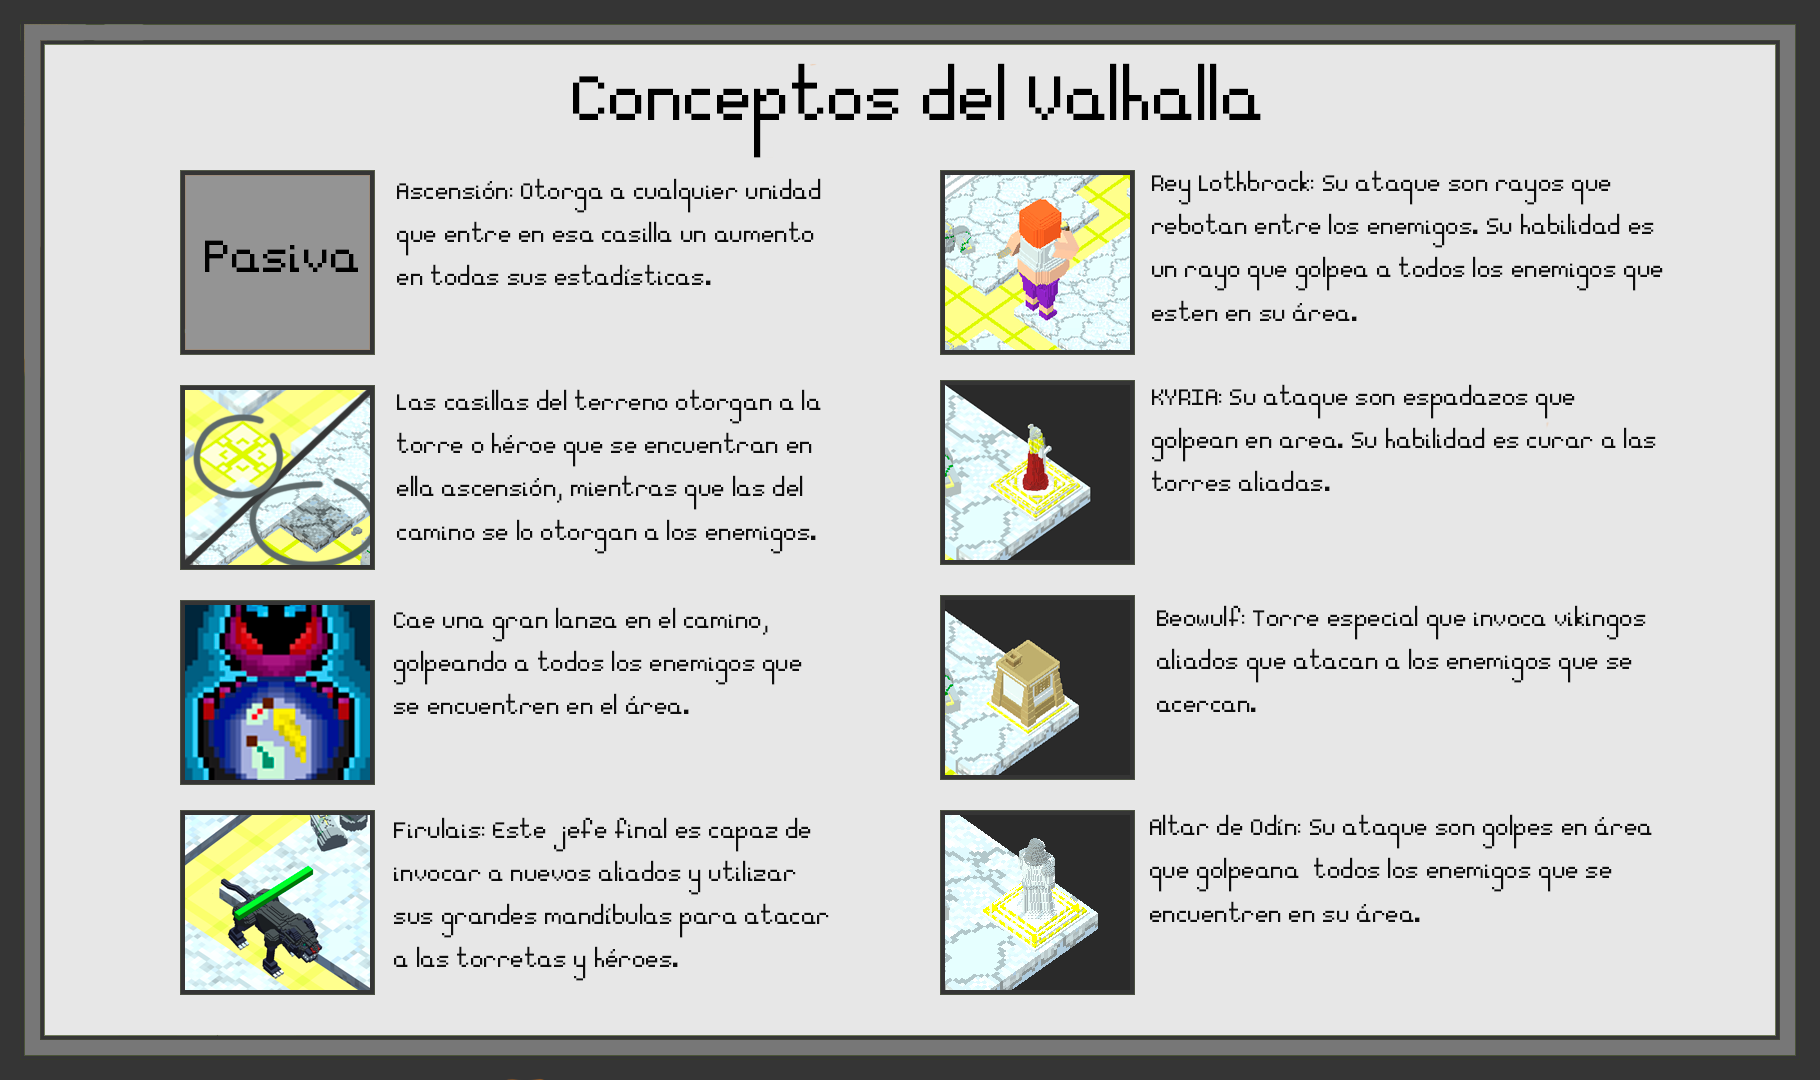 Conceptos del Valhalla
Pasiva
Ascensión: Otorga a cualquier unidad
que entre en esa casilla un aumento
en todas sus estadísticas.
Las casillas del terreno otorgan a la
torre o héroe que se encuentran en
ella ascensión, mientras que las del
camino se lo otorgan a los enemigos.
Cae una gran lanza en el camino,
golpeando a todos los enemigos que
se encuentren en el área.
Firulais: Este jefe final es capaz de
invocar a nuevos aliados y utilizar
sus grandes mandíbulas para atacar
a las torretas y héroes.
Rey Lothbrock: Su ataque son rayos que
rebotan entre los enemigos. Su habilidad es
un rayo que golpea a todos los enemigos que
esten en su área.
KYRIA: Su ataque son espadazos que
golpean en area. Su habilidad es curar a las
torres aliadas.
Beowulf: Torre especial que invoca vikingos
aliados que atacan a los enemigos que se
acercan.
Altar de Odín: Su ataque son golpes en área
que golpeana todos los enemigos que se
encuentren en su área.